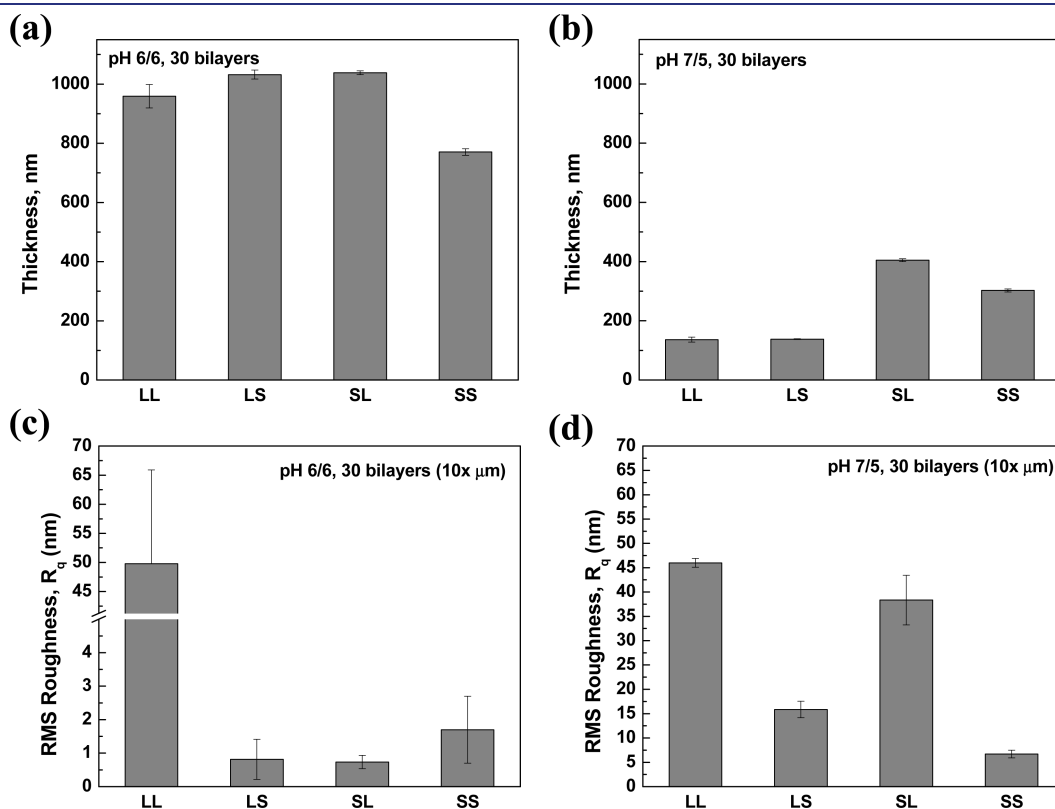 (a)
pH 6/6, 30 bilayers
Thickness, nm
1000
800
600
400
200
0
LL LS SL SS
(b)
pH 7/5, 30 bilayers
Thickness, nm
1000
800
600
400
200
0
LL LS SL SS
(c)
pH 6/6, 30 bilayers (10x μm)
RMS Roughness, Rq (nm)
70
65
60
55
50
45
4
3
2
1
0
LL LS SL SS
(d)
pH 7/5, 30 bilayers (10x μm)
RMS Roughness, Rq (nm)
70
65
60
55
50
45
40
35
30
25
20
15
10
5
0
LL LS SL SS